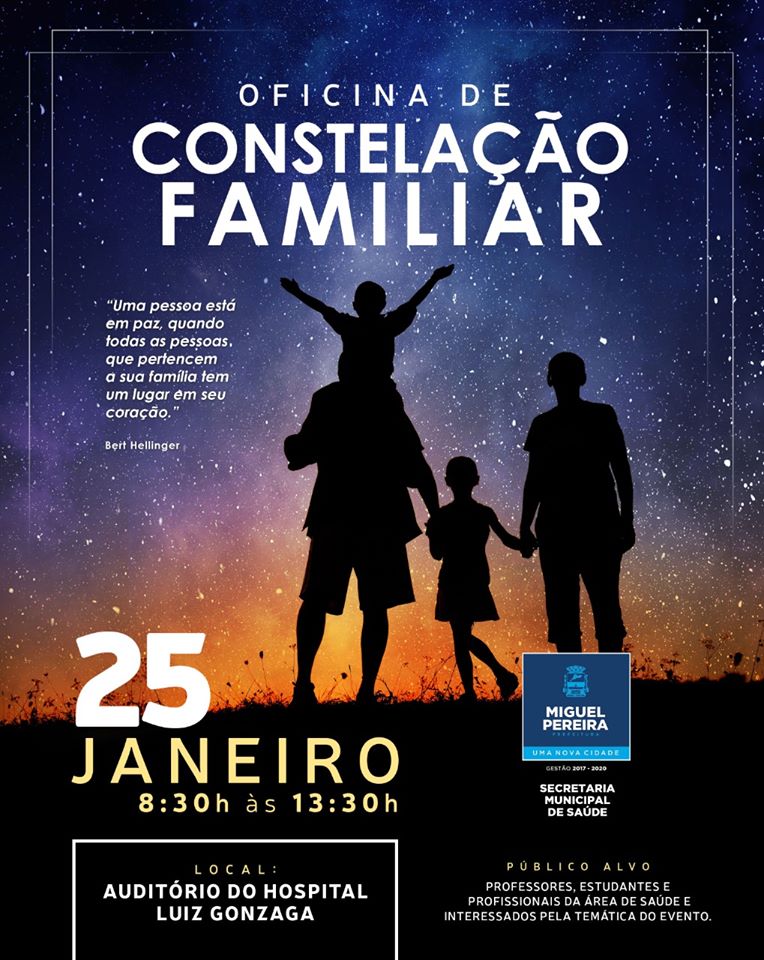 OFICINA DE
CONSTELAÇÃO
FAMILIAR
“Uma pessoa está
em paz, quando
todas as pessoas,
que pertencem
a sua família tem
um lugar em seu
coração.”
Bert Hellinger
25
JANEIRO
8:30h às 13:30h
MIGUEL
PEREIRA
PREFEITURA
UMA NOVA CIDADE
GESTÃO 2017 - 2020
SECRETARIA
MUNICIPAL
DE SAÚDE
LOCAL:
AUDITÓRIO DO HOSPITAL
LUIZ GONZAGA
PÚBLICO ALVO
PROFESSORES, ESTUDANTES E
PROFISSIONAIS DA ÁREA DE SAÚDE E
INTERESSADOS PELA TEMÁTICA DO EVENTO.